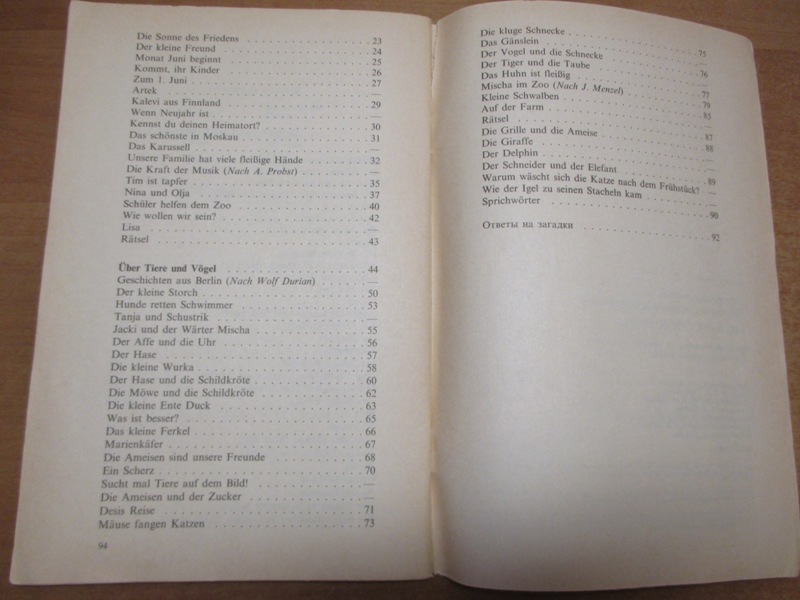 Die Sonne des Friedens . . . . . . . . . . . . . . . 23
Der kleine Freund . . . . . . . . . . . . . . . . . 24
Monat Juni beginnt . . . . . . . . . . . . . . . . . 25
Kommt, ihr Kinder . . . . . . . . . . . . . . . . . 26
Zum 1. Juni . . . . . . . . . . . . . . . . . . . . 27
Artek . . . . . . . . . . . . . . . . . . . . . . . —
Kalevi aus Finnland . . . . . . . . . . . . . . . . 29
Wenn Neujahr ist . . . . . . . . . . . . . . . . . . —
Kennst du deinen Heimatort? . . . . . . . . . . . . 30
Das schönste in Moskau . . . . . . . . . . . . . . . 31
Das Karussell . . . . . . . . . . . . . . . . . . . —
Unsere Familie hat viele fleißige Hände . . . . . . 32
Die Kraft der Musik (Nach A. Probst) . . . . . . . . —
Tim ist tapfer . . . . . . . . . . . . . . . . . . . 35
Nina und Olja . . . . . . . . . . . . . . . . . . . 37
Schüler helfen dem Zoo . . . . . . . . . . . . . . . 40
Wie wollen wir sein? . . . . . . . . . . . . . . . . 42
Lisa . . . . . . . . . . . . . . . . . . . . . . . . —
Rätsel . . . . . . . . . . . . . . . . . . . . . . . 43
Über Tiere und Vögel . . . . . . . . . . . . . . . . 44
Geschichten aus Berlin (Nach Wolf Durian) . . . . . —
Der kleine Storch . . . . . . . . . . . . . . . . . 50
Hunde retten Schwimmer . . . . . . . . . . . . . . . 53
Tanja und Schustrik . . . . . . . . . . . . . . . . —
Jacki und der Wärter Mischa . . . . . . . . . . . . 55
Der Affe und die Uhr . . . . . . . . . . . . . . . . 56
Der Hase . . . . . . . . . . . . . . . . . . . . . . 57
Die kleine Wurka . . . . . . . . . . . . . . . . . . 58
Der Hase und die Schildkröte . . . . . . . . . . . . 60
Die Möwe und die Schildkröte . . . . . . . . . . . . 62
Die kleine Ente Duck . . . . . . . . . . . . . . . . 63
Was ist besser? . . . . . . . . . . . . . . . . . . 65
Das kleine Ferkel . . . . . . . . . . . . . . . . . 66
Marienkäfer . . . . . . . . . . . . . . . . . . . . 67
Die Ameisen sind unsere Freunde . . . . . . . . . . 68
Ein Scherz . . . . . . . . . . . . . . . . . . . . . 70
Sucht mal Tiere auf dem Bild! . . . . . . . . . . . —
Die Ameisen und der Zucker . . . . . . . . . . . . . —
Desis Reise . . . . . . . . . . . . . . . . . . . . 71
Mäuse fangen Katzen . . . . . . . . . . . . . . . . 73
94
Die kluge Schnecke . . . . . . . . . . . . . . . . . 75
Das Gänslein . . . . . . . . . . . . . . . . . . . . —
Der Vogel und die Schnecke . . . . . . . . . . . . . 76
Der Tiger und die Taube . . . . . . . . . . . . . . —
Das Huhn ist fleißig . . . . . . . . . . . . . . . . 77
Mischa im Zoo (Nach J. Menzel) . . . . . . . . . . . 79
Kleine Schwalben . . . . . . . . . . . . . . . . . . 85
Auf der Farm . . . . . . . . . . . . . . . . . . . . —
Rätsel . . . . . . . . . . . . . . . . . . . . . . . 87
Die Grille und die Ameise . . . . . . . . . . . . . 88
Die Giraffe . . . . . . . . . . . . . . . . . . . . —
Der Delphin . . . . . . . . . . . . . . . . . . . . —
Der Schneider und der Elefant . . . . . . . . . . . 89
Warum wäscht sich die Katze nach dem Frühstück? . . —
Wie der Igel zu seinen Stacheln kam . . . . . . . . 90
Sprichwörter . . . . . . . . . . . . . . . . . . . . —
Ответы на загадки . . . . . . . . . . . . . . . . . 92